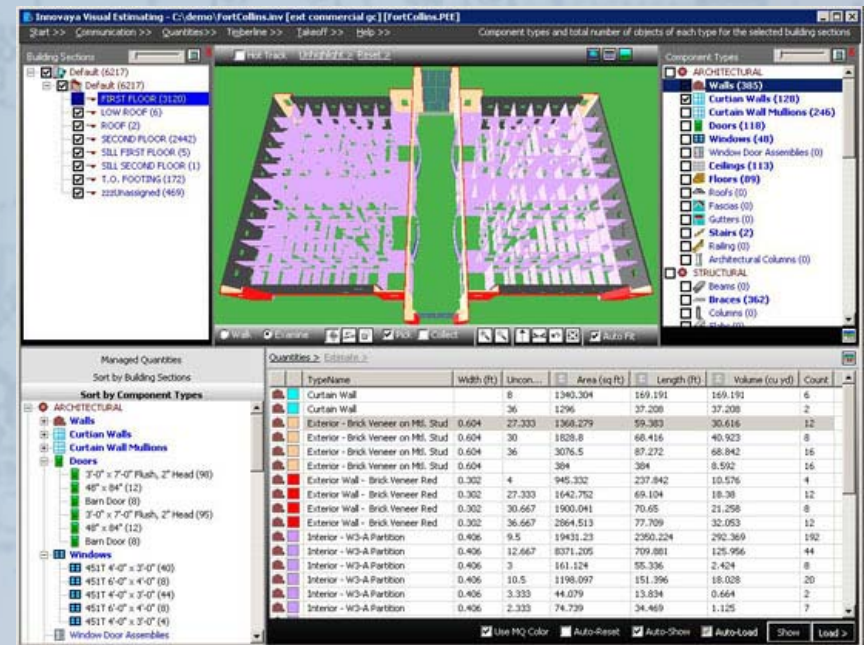 Innovaya Visual Estimating - C:\demo\FortCollins.inv [ext commercial gc] [FortCollins.PEE]
Start >> Communication >> Quantities>> Timberline >> Takeoff >> Help >> Component types and total number of objects of each type for the selected building sections
Building Sections
Default (6217)
Default (6217)
FIRST FLOOR (3120)
LOW ROOF (6)
ROOF (2)
SECOND FLOOR (2442)
SILL FIRST FLOOR (5)
SILL SECOND FLOOR (1)
T.O. FOOTING (172)
zzzUnassigned (469)
Hot Track Unhighlight > Reset >
Walk Examine Pick Collect Auto Fit
Component Types
ARCHITECTURAL
Walls (385)
Curtian Walls (128)
Curtain Wall Mullions (246)
Doors (118)
Windows (48)
Window Door Assemblies (0)
Ceilings (113)
Floors (89)
Roofs (0)
Fascias (0)
Gutters (0)
Stairs (2)
Railing (0)
Architectural Columns (0)
STRUCTURAL
Beams (0)
Braces (362)
Columns (0)
Managed Quantities
Sort by Building Sections
Sort by Component Types
ARCHITECTURAL
Walls
Curtian Walls
Curtain Wall Mullions
Doors
3'-0" x 7'-0" Flush, 2" Head (98)
48" x 84" (12)
Barn Door (8)
3'-0" x 7'-0" Flush, 2" Head (95)
48" x 84" (12)
Barn Door (8)
Windows
451T 4'-0" x 3'-0" (40)
451T 6'-0" x 4'-0" (8)
451T 4'-0" x 3'-0" (44)
451T 6'-0" x 4'-0" (8)
451T 4'-0" x 3'-0" (4)
Window Door Assemblies
Quantities > Estimate >
TypeName Width (ft) Uncon... Area (sq ft) Length (ft) Volume (cu yd) Count
Curtain Wall 8 1340.304 169.191 169.191 6
Curtain Wall 36 1296 37.208 37.208 2
Exterior - Brick Veneer on Mtl. Stud 0.604 27.333 1368.279 59.383 30.616 12
Exterior - Brick Veneer on Mtl. Stud 0.604 30 1828.8 68.416 40.923 8
Exterior - Brick Veneer on Mtl. Stud 0.604 36 3076.5 87.272 68.842 16
Exterior - Brick Veneer on Mtl. Stud 0.604 384 384 8.592 16
Exterior Wall - Brick Veneer Red 0.302 4 945.332 237.842 10.576 4
Exterior Wall - Brick Veneer Red 0.302 27.333 1642.752 69.104 18.38 12
Exterior Wall - Brick Veneer Red 0.302 30.667 1900.041 70.65 21.258 8
Exterior Wall - Brick Veneer Red 0.302 36.667 2864.513 77.709 32.053 12
Interior - W3-A Partition 0.406 9.5 19431.23 2350.224 292.369 192
Interior - W3-A Partition 0.406 12.667 8371.205 709.881 125.956 44
Interior - W3-A Partition 0.406 3 161.124 55.336 2.424 8
Interior - W3-A Partition 0.406 10.5 1198.097 151.396 18.028 20
Interior - W3-A Partition 0.406 3.333 44.079 13.834 0.664 2
Interior - W3-A Partition 0.406 2.333 74.739 34.469 1.125 7
Use MQ Color Auto-Reset Auto-Show Auto-Load Show Load >